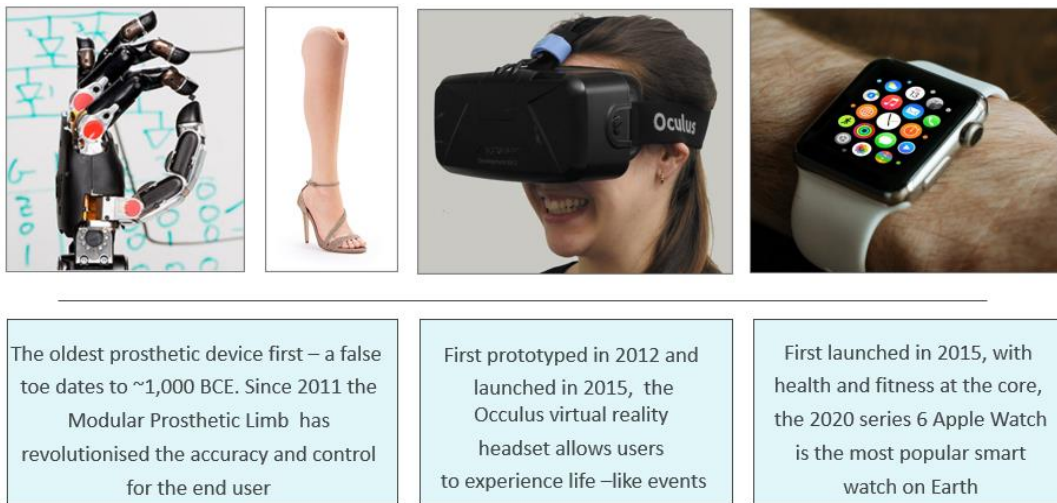 Oculus
The oldest prosthetic device first – a false
toe dates to ~1,000 BCE. Since 2011 the
Modular Prosthetic Limb has
revolutionised the accuracy and control
for the end user
First prototyped in 2012 and
launched in 2015, the
Occulus virtual reality
headset allows users
to experience life –like events
First launched in 2015, with
health and fitness at the core,
the 2020 series 6 Apple Watch
is the most popular smart
watch on Earth